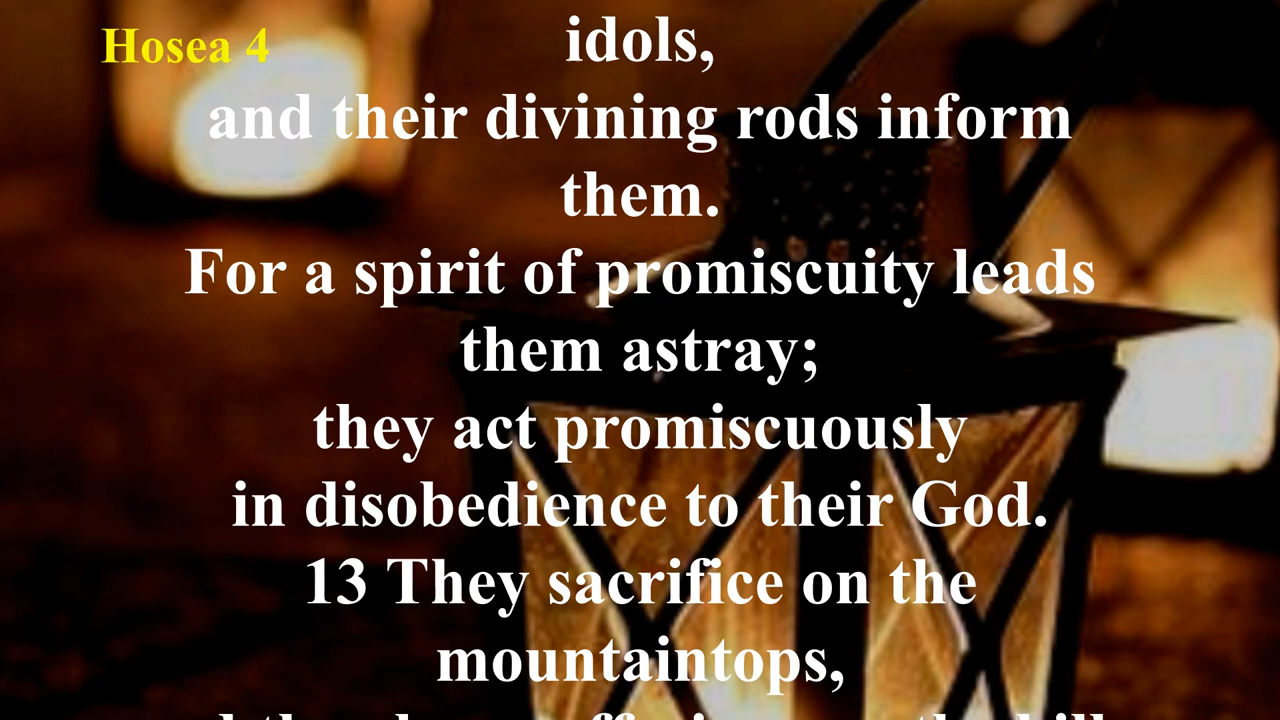 Hosea 4
idols,
and their divining rods inform
them.
For a spirit of promiscuity leads
them astray;
they act promiscuously
in disobedience to their God.
13 They sacrifice on the
mountaintops,